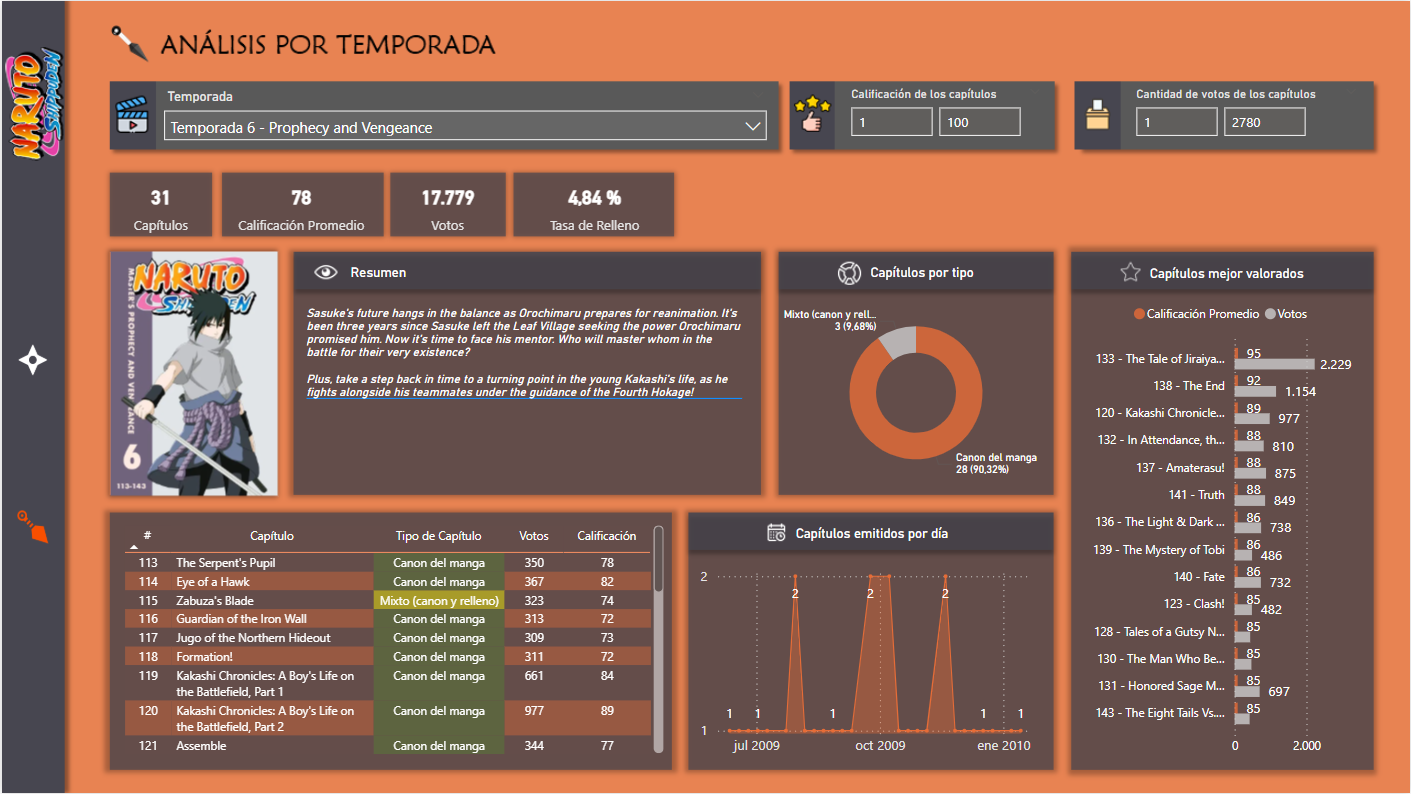 NARUTO
SHIPPUDEN
ANÁLISIS POR TEMPORADA
Temporada
Temporada 6 - Prophecy and Vengeance
Calificación de los capítulos
1
100
Cantidad de votos de los capítulos
1
2780
31
Capítulos
78
Calificación Promedio
17.779
Votos
4,84 %
Tasa de Relleno
NARUTO
SHIPPUDEN
MASTER'S PROPHECY AND VENGEANCE
6
113-143
Resumen
Sasuke's future hangs in the balance as Orochimaru prepares for reanimation. It's
been three years since Sasuke left the Leaf Village seeking the power Orochimaru
promised him. Now it's time to face his mentor. Who will master whom in the
battle for their very existence?
Plus, take a step back in time to a turning point in the young Kakashi's life, as he
fights alongside his teammates under the guidance of the Fourth Hokage!
Capítulos por tipo
Mixto (canon y rell...
3 (9,68%)
Canon del manga
28 (90,32%)
Capítulos mejor valorados
Calificación Promedio Votos
133 - The Tale of Jiraiya... 95 2.229
138 - The End 92 1.154
120 - Kakashi Chronicle... 89 977
132 - In Attendance, th... 88 810
137 - Amaterasu! 88 875
141 - Truth 88 849
136 - The Light & Dark ... 86 738
139 - The Mystery of Tobi 86 486
140 - Fate 86 732
123 - Clash! 85 482
128 - Tales of a Gutsy N... 85
130 - The Man Who Be... 85
131 - Honored Sage M... 85 697
143 - The Eight Tails Vs.... 85
0 2.000
# Capítulo Tipo de Capítulo Votos Calificación
113 The Serpent's Pupil Canon del manga 350 78
114 Eye of a Hawk Canon del manga 367 82
115 Zabuza's Blade Mixto (canon y relleno) 323 74
116 Guardian of the Iron Wall Canon del manga 313 72
117 Jugo of the Northern Hideout Canon del manga 309 73
118 Formation! Canon del manga 311 72
119 Kakashi Chronicles: A Boy's Life on Canon del manga 661 84
the Battlefield, Part 1
120 Kakashi Chronicles: A Boy's Life on Canon del manga 977 89
the Battlefield, Part 2
121 Assemble Canon del manga 344 77
Capítulos emitidos por día
2
2 2 2
1 1 1 1 1
1
jul 2009 oct 2009 ene 2010